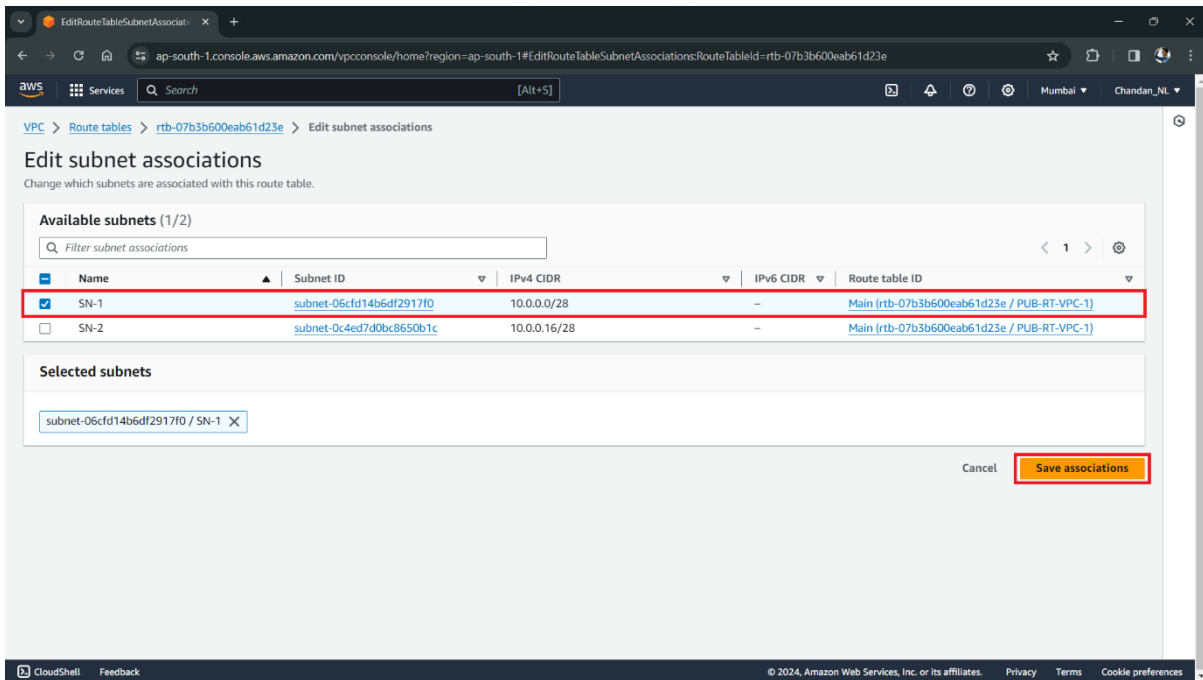 EditRouteTableSubnetAssociati
ap-south-1.console.aws.amazon.com/vpcconsole/home?region=ap-south-1#EditRouteTableSubnetAssociations:RouteTableId=rtb-07b3b600eab61d23e
aws Services Search [Alt+S] Mumbai Chandan_NL
VPC > Route tables > rtb-07b3b600eab61d23e > Edit subnet associations
Edit subnet associations
Change which subnets are associated with this route table.
Available subnets (1/2)
Filter subnet associations 1
Name Subnet ID IPv4 CIDR IPv6 CIDR Route table ID
SN-1 subnet-06cfd14b6df2917f0 10.0.0.0/28 – Main (rtb-07b3b600eab61d23e / PUB-RT-VPC-1)
SN-2 subnet-0c4ed7d0bc8650b1c 10.0.0.16/28 – Main (rtb-07b3b600eab61d23e / PUB-RT-VPC-1)
Selected subnets
subnet-06cfd14b6df2917f0 / SN-1
Cancel Save associations
CloudShell Feedback © 2024, Amazon Web Services, Inc. or its affiliates. Privacy Terms Cookie preferences